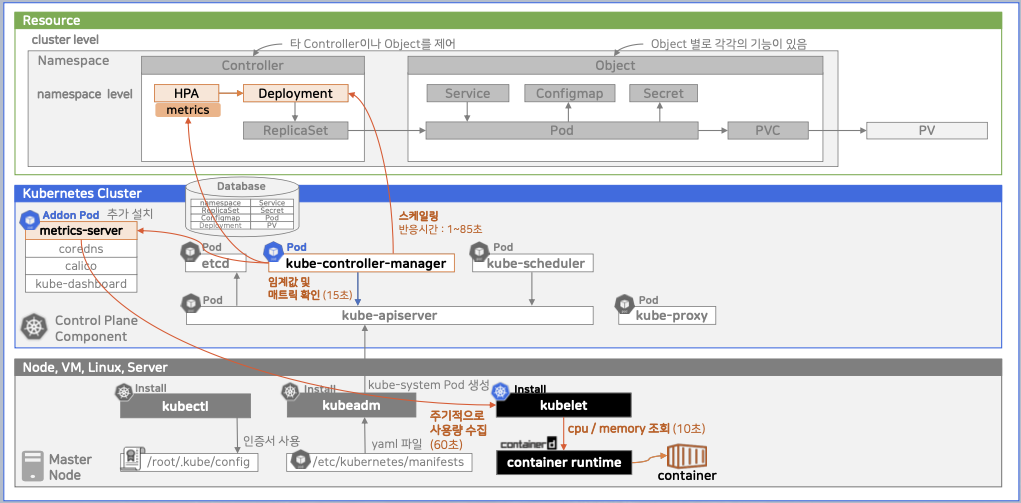 Resource
cluster level
타 Controller이나 Object를 제어
Object 별로 각각의 기능이 있음
Namespace
Controller
Object
namespace level
HPA
Deployment
metrics
Service
Configmap
Secret
ReplicaSet
Pod
PVC
PV
Kubernetes Cluster
Database
namespace
Service
ReplicaSet
Secret
Configmap
Pod
Deployment
PV
Addon Pod 추가 설치
metrics-server
coredns
calico
kube-dashboard
스케일링
반응시간 : 1~85초
Pod
etcd
Pod
kube-controller-manager
Pod
kube-scheduler
임계값 및
매트릭 확인 (15초)
Pod
kube-apiserver
Pod
kube-proxy
Control Plane
Component
Node, VM, Linux, Server
kube-system Pod 생성
Install
kubectl
Install
kubeadm
Install
kubelet
주기적으로
사용량 수집
(60초)
cpu / memory 조회 (10초)
인증서 사용
yaml 파일
containerd
Master
Node
/root/.kube/config
/etc/kubernetes/manifests
container runtime
container